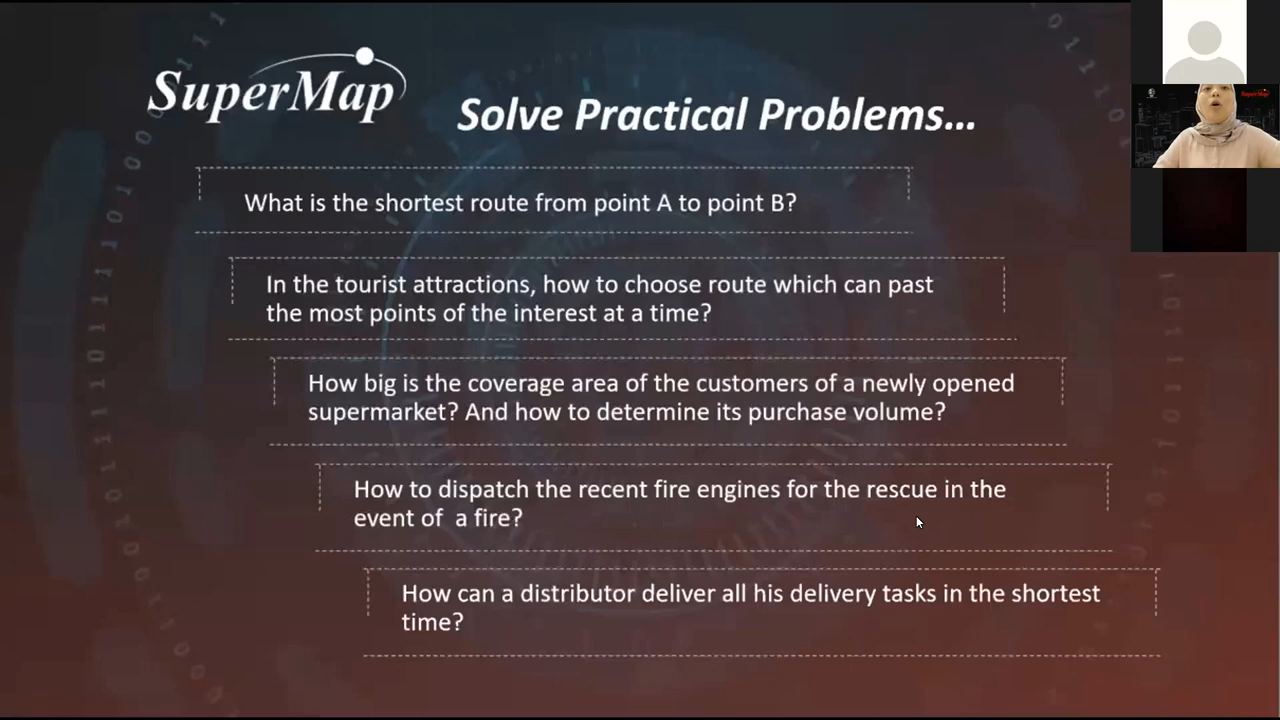 SuperMap
Solve Practical Problems...
What is the shortest route from point A to point B?
In the tourist attractions, how to choose route which can past
the most points of the interest at a time?
How big is the coverage area of the customers of a newly opened
supermarket? And how to determine its purchase volume?
How to dispatch the recent fire engines for the rescue in the
event of a fire?
How can a distributor deliver all his delivery tasks in the shortest
time?
SuperMap